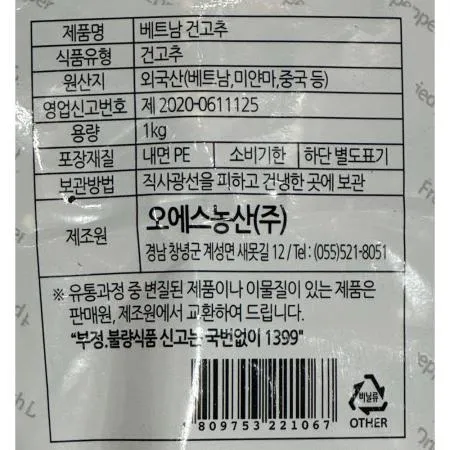 제품명 베트남 건고추
식품유형 건고추
원산지 외국산(베트남,미얀마,중국 등)
영업신고번호 제 2020-0611125
용량 1kg
포장재질 내면 PE 소비기한 하단 별도표기
보관방법 직사광선을 피하고 건냉한 곳에 보관
제조원 오에스농산(주)
경남 창녕군 계성면 새못길 12 / Tel : (055)521-8051
※ 유통과정 중 변질된 제품이나 이물질이 있는 제품은
판매원, 제조원에서 교환하여 드립니다.
"부정.불량식품 신고는 국번없이 1399"
809753 221067
비닐류
OTHER